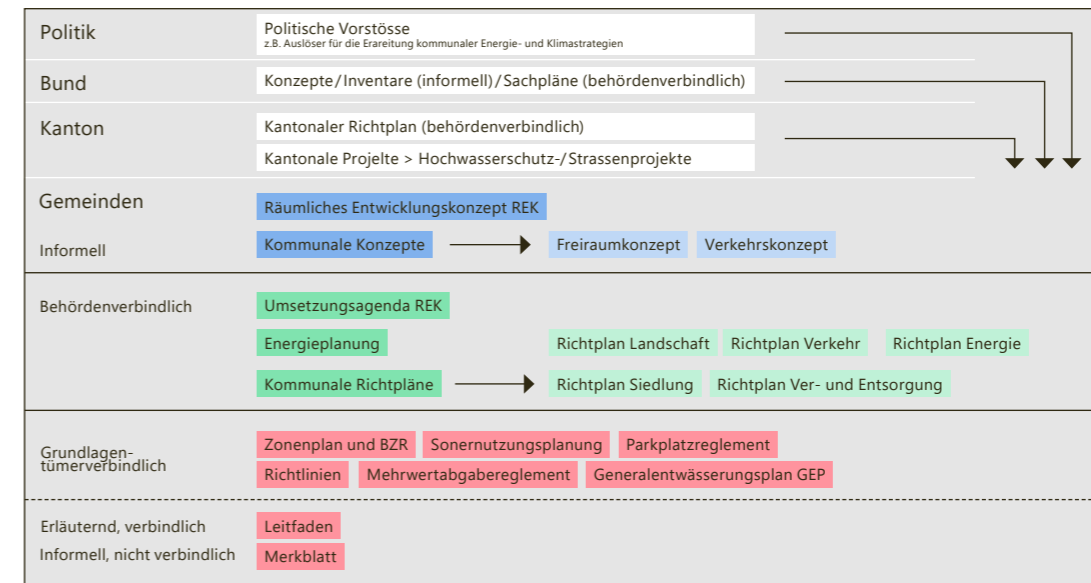 Politik
Politische Vorstösse
z.B. Auslöser für die Erareitung kommunaler Energie- und Klimastrategien
Bund
Konzepte/Inventare (informell)/Sachpläne (behördenverbindlich)
Kanton
Kantonaler Richtplan (behördenverbindlich)
Kantonale Projelte > Hochwasserschutz-/Strassenprojekte
Gemeinden
Räumliches Entwicklungskonzept REK
Informell
Kommunale Konzepte
Freiraumkonzept
Verkehrskonzept
Behördenverbindlich
Umsetzungsagenda REK
Energieplanung
Richtplan Landschaft
Richtplan Verkehr
Richtplan Energie
Kommunale Richtpläne
Richtplan Siedlung
Richtplan Ver- und Entsorgung
Grundlagen-
tümerverbindlich
Zonenplan und BZR
Sonernutzungsplanung
Parkplatzreglement
Richtlinien
Mehrwertabgabereglement
Generalentwässerungsplan GEP
Erläuternd, verbindlich
Leitfaden
Informell, nicht verbindlich
Merkblatt